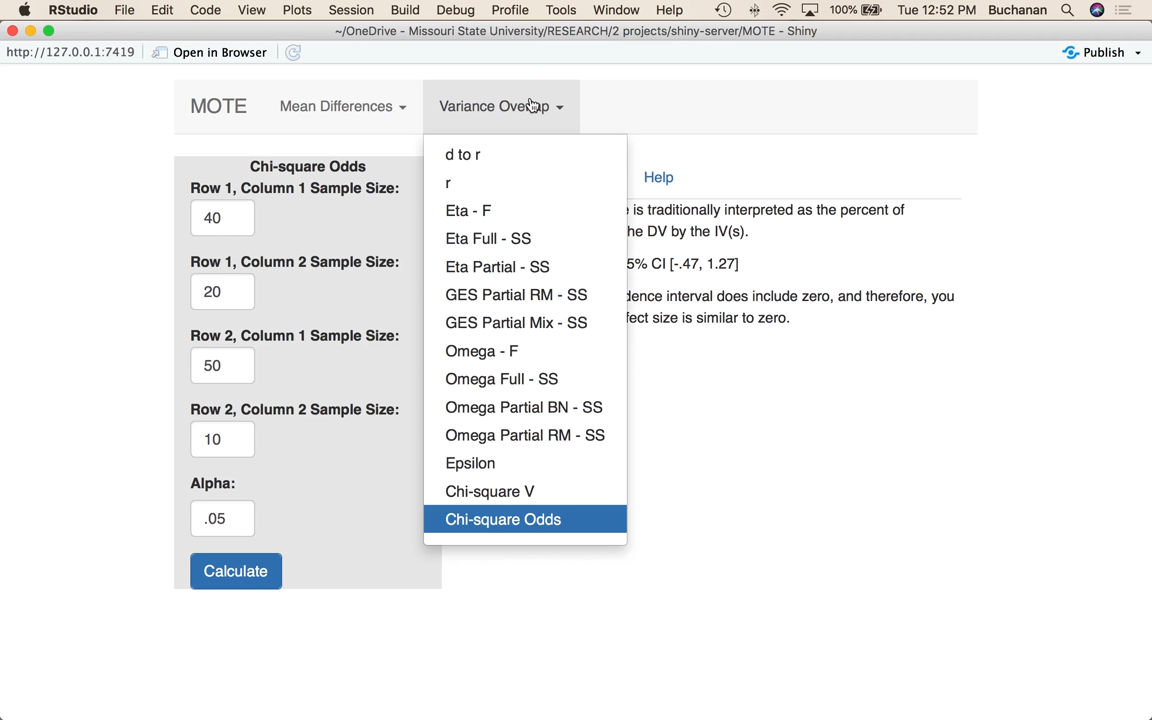 RStudio File Edit Code View Plots Session Build Debug Profile Tools Window Help 100% Tue 12:52 PM Buchanan
~/OneDrive - Missouri State University/RESEARCH/2 projects/shiny-server/MOTE - Shiny
http://127.0.0.1:7419 Open in Browser Publish
MOTE Mean Differences Variance Overlap
d to r
r
Eta - F
Eta Full - SS
Eta Partial - SS
GES Partial RM - SS
GES Partial Mix - SS
Omega - F
Omega Full - SS
Omega Partial BN - SS
Omega Partial RM - SS
Epsilon
Chi-square V
Chi-square Odds
Chi-square Odds
Row 1, Column 1 Sample Size:
40
Row 1, Column 2 Sample Size:
20
Row 2, Column 1 Sample Size:
50
Row 2, Column 2 Sample Size:
10
Alpha:
.05
Calculate
Help
is traditionally interpreted as the percent of
the DV by the IV(s).
5% CI [-.47, 1.27]
interval does include zero, and therefore, you
size is similar to zero.